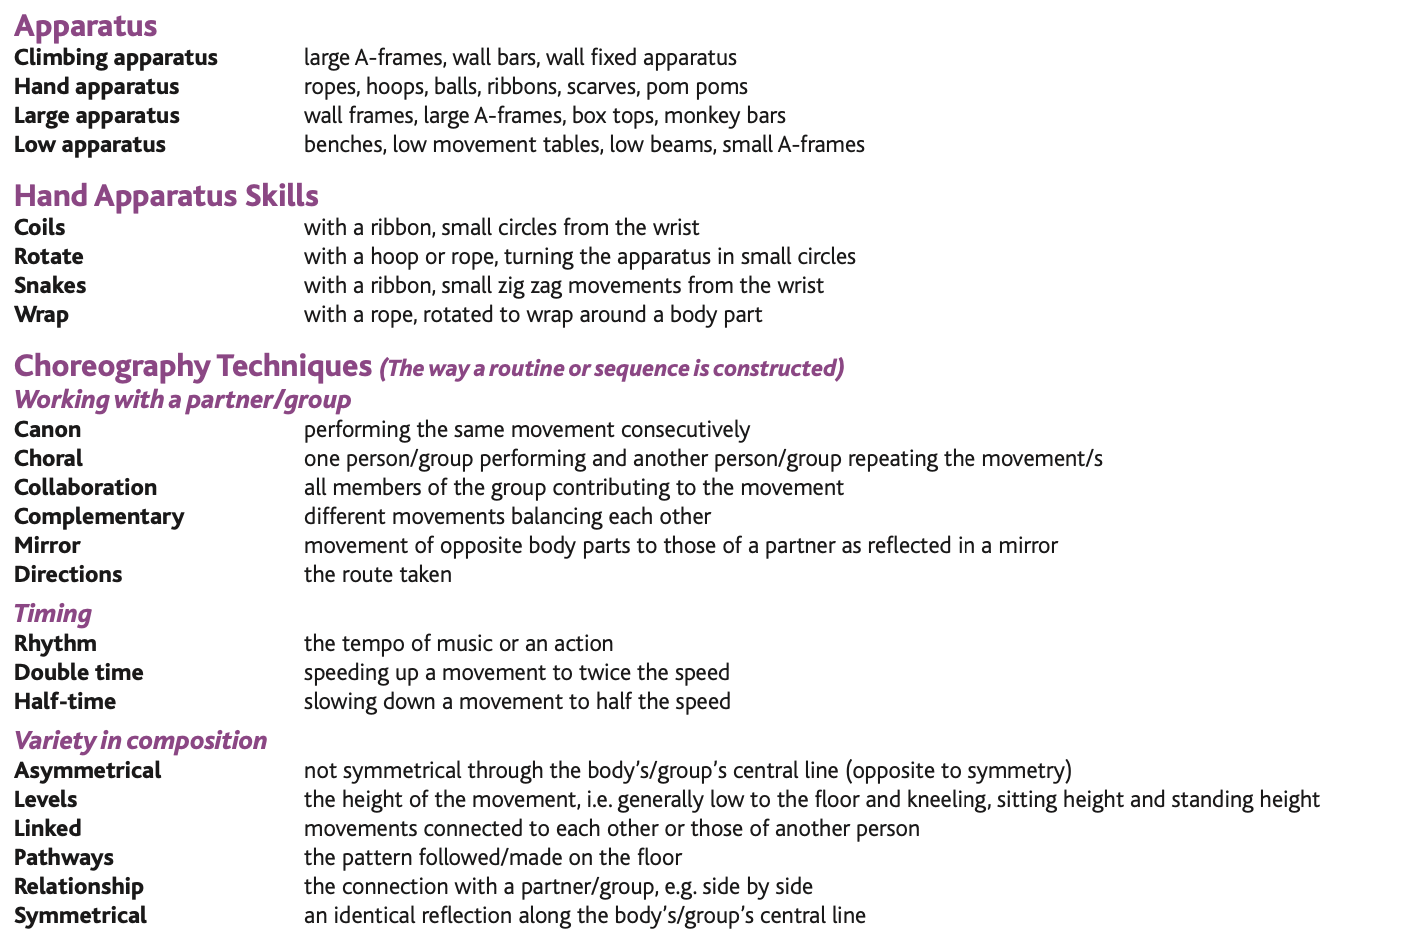 Apparatus
Climbing apparatus large A-frames, wall bars, wall fixed apparatus
Hand apparatus ropes, hoops, balls, ribbons, scarves, pom poms
Large apparatus wall frames, large A-frames, box tops, monkey bars
Low apparatus benches, low movement tables, low beams, small A-frames
Hand Apparatus Skills
Coils with a ribbon, small circles from the wrist
Rotate with a hoop or rope, turning the apparatus in small circles
Snakes with a ribbon, small zig zag movements from the wrist
Wrap with a rope, rotated to wrap around a body part
Choreography Techniques (The way a routine or sequence is constructed)
Working with a partner/group
Canon performing the same movement consecutively
Choral one person/group performing and another person/group repeating the movement/s
Collaboration all members of the group contributing to the movement
Complementary different movements balancing each other
Mirror movement of opposite body parts to those of a partner as reflected in a mirror
Directions the route taken
Timing
Rhythm the tempo of music or an action
Double time speeding up a movement to twice the speed
Half-time slowing down a movement to half the speed
Variety in composition
Asymmetrical not symmetrical through the body’s/group’s central line (opposite to symmetry)
Levels the height of the movement, i.e. generally low to the floor and kneeling, sitting height and standing height
Linked movements connected to each other or those of another person
Pathways the pattern followed/made on the floor
Relationship the connection with a partner/group, e.g. side by side
Symmetrical an identical reflection along the body’s/group’s central line